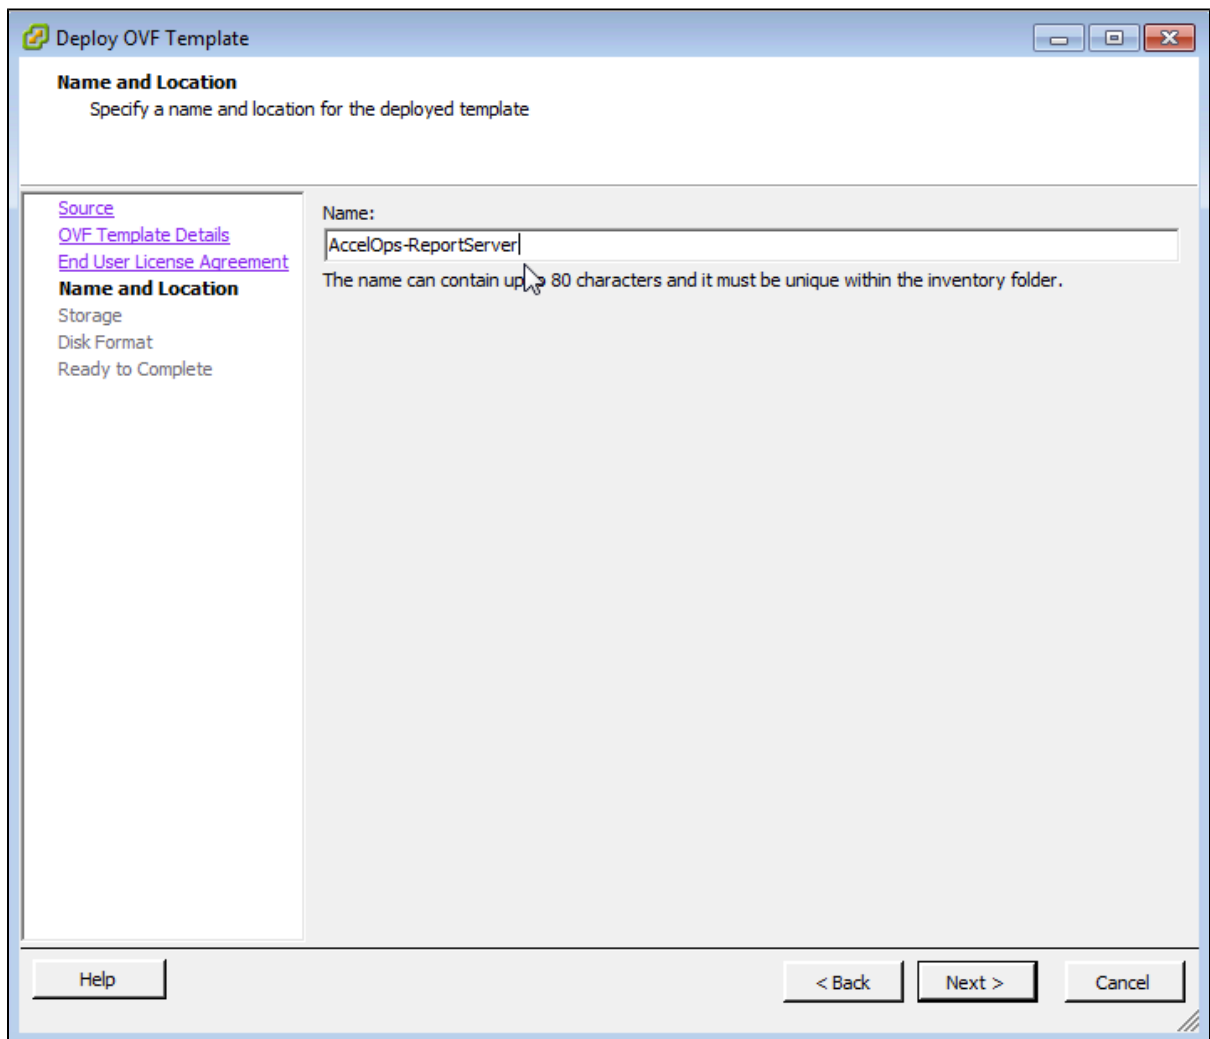 Deploy OVF Template
Name and Location
Specify a name and location for the deployed template
Source
OVF Template Details
End User License Agreement
Name and Location
Storage
Disk Format
Ready to Complete
Name:
AccelOps-ReportServer
The name can contain up 80 characters and it must be unique within the inventory folder.
Help
< Back
Next >
Cancel